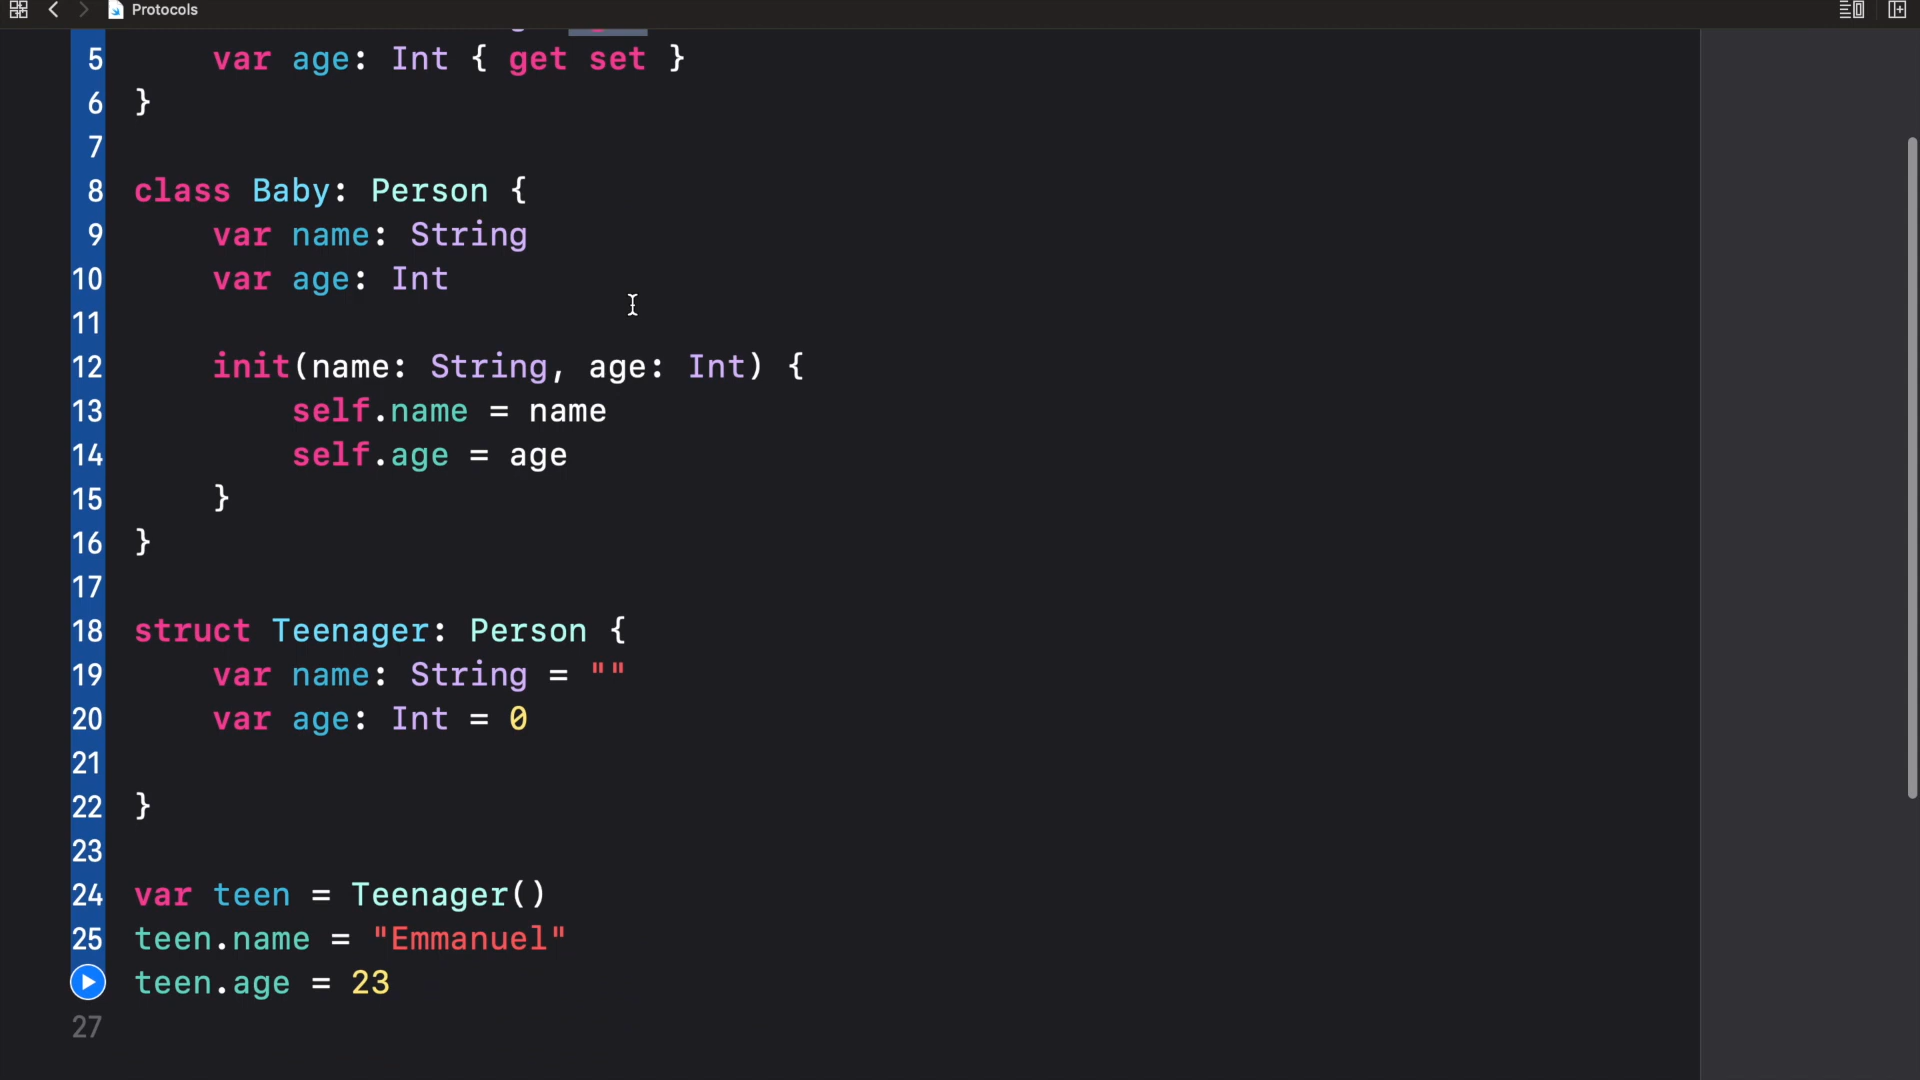 Protocols
5 var age: Int { get set }
6 }
7
8 class Baby: Person {
9 var name: String
10 var age: Int
11
12 init(name: String, age: Int) {
13 self.name = name
14 self.age = age
15 }
16 }
17
18 struct Teenager: Person {
19 var name: String = ""
20 var age: Int = 0
21
22 }
23
24 var teen = Teenager()
25 teen.name = "Emmanuel"
teen.age = 23
27